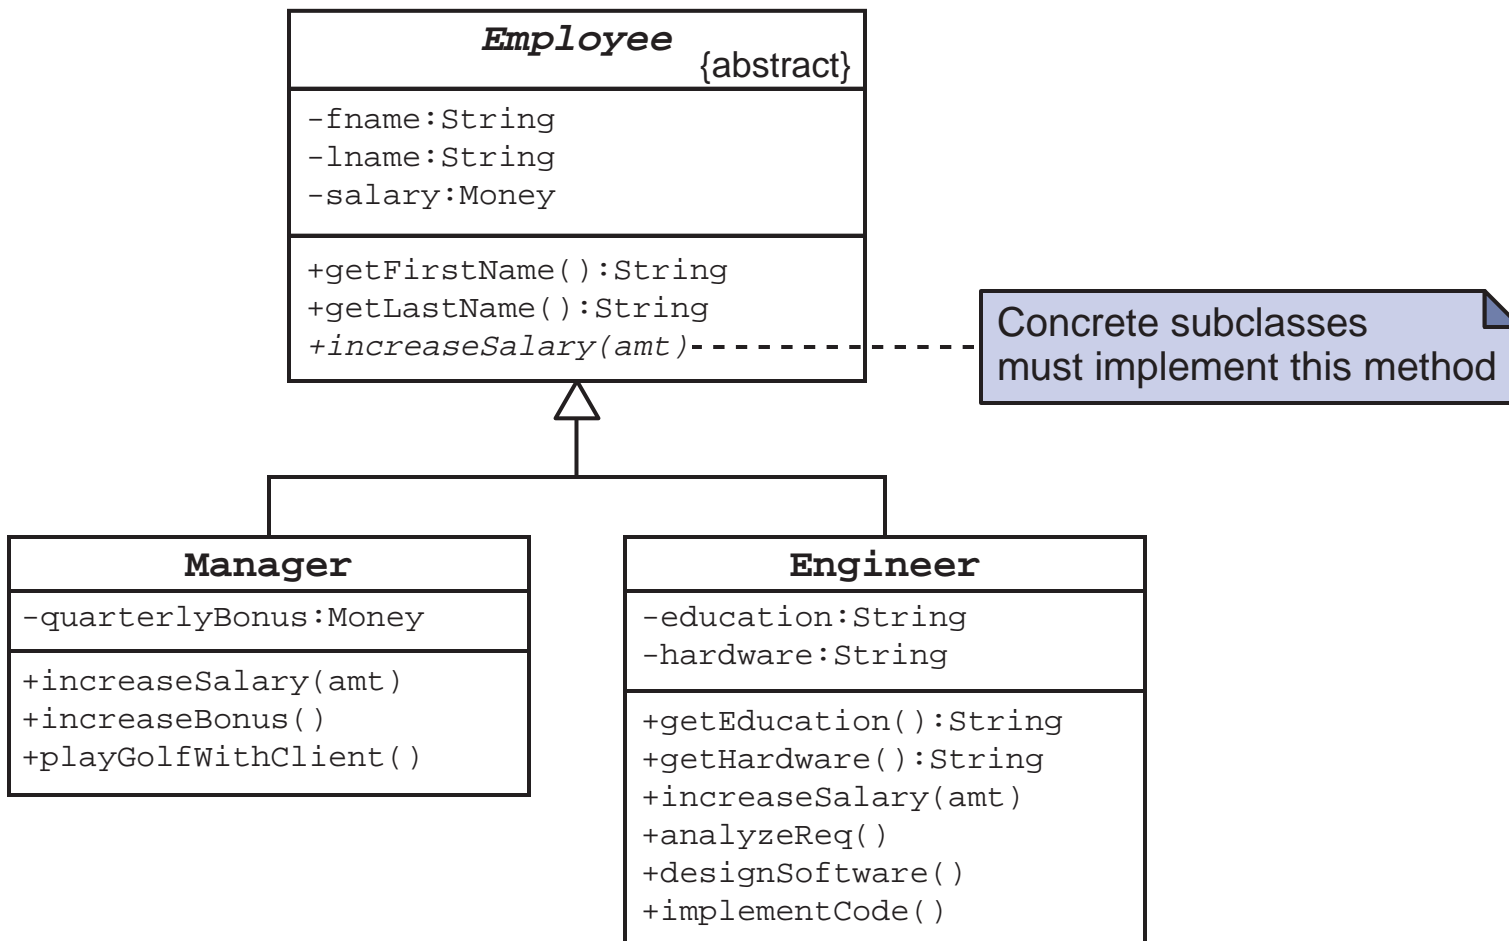 Employee
{abstract}
-fname:String
-lname:String
-salary:Money
+getFirstName():String
+getLastName():String
+increaseSalary(amt)
Concrete subclasses
must implement this method
Manager
-quarterlyBonus:Money
+increaseSalary(amt)
+increaseBonus()
+playGolfWithClient()
Engineer
-education:String
-hardware:String
+getEducation():String
+getHardware():String
+increaseSalary(amt)
+analyzeReq()
+designSoftware()
+implementCode()